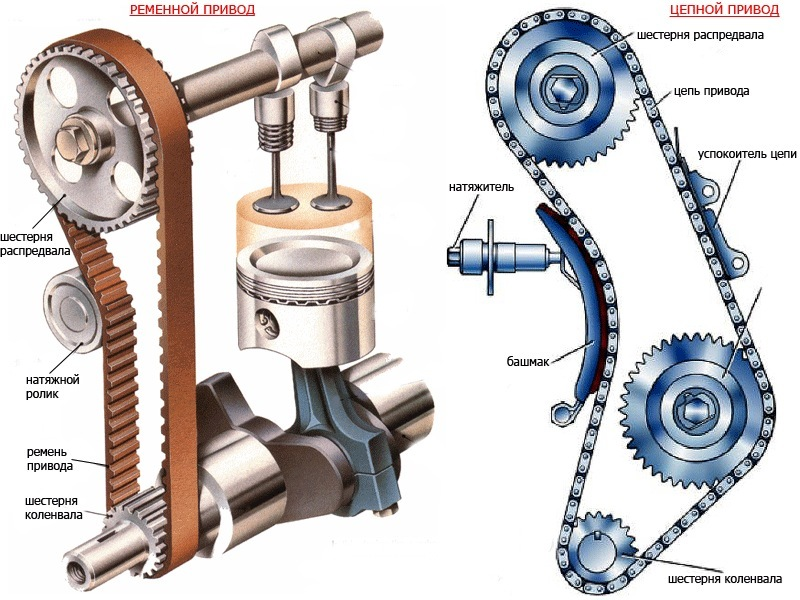 РЕМЕННОЙ ПРИВОД
шестерня
распредвала
натяжной
ролик
ремень
привода
шестерня
коленвала
ЦЕПНОЙ ПРИВОД
шестерня распредвала
цепь привода
успокоитель цепи
натяжитель
башмак
шестерня коленвала